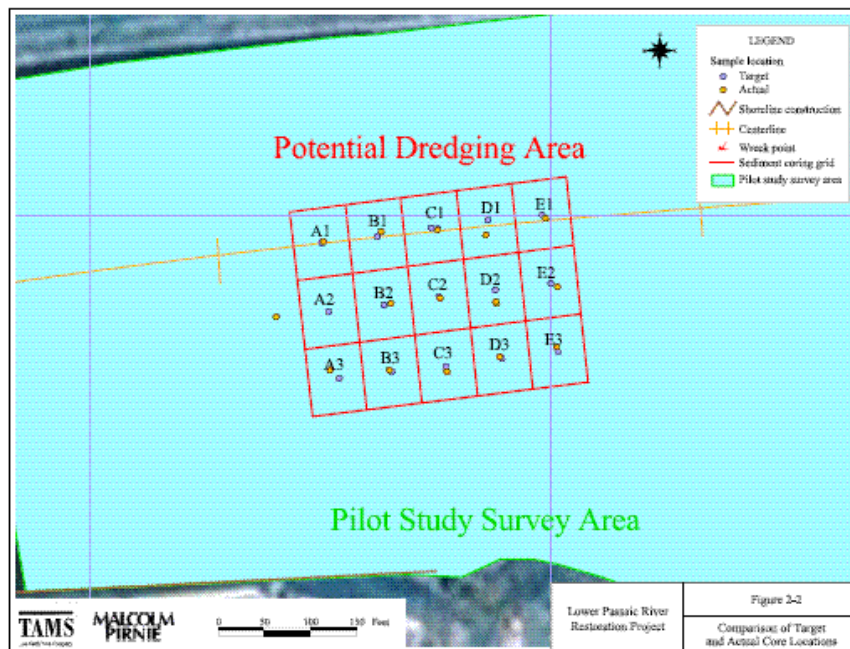 LEGEND
Sample location
Target
Actual
Shoreline construction
Centerline
Wreck point
Sediment coring grid
Pilot study survey area
Potential Dredging Area
A1 B1 C1 D1 E1
A2 B2 C2 D2 E2
A3 B3 C3 D3 E3
Pilot Study Survey Area
TAMS
MALCOLM
PIRNIE
0 50 100 150 Feet
Lower Passaic River
Restoration Project
Figure 2-2
Comparison of Target
and Actual Core Locations